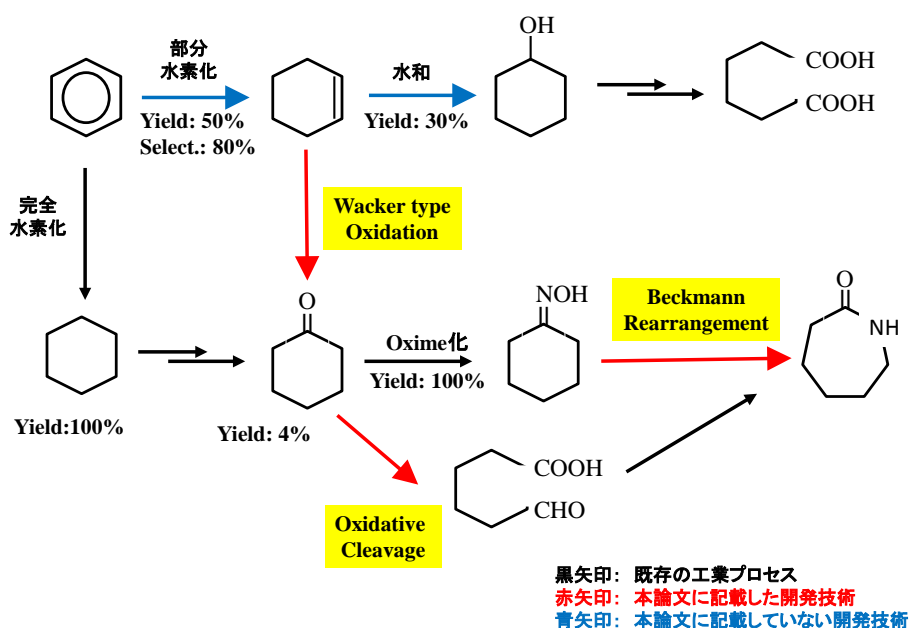 部分
水素化
Yield: 50%
Select.: 80%
水和
Yield: 30%
OH
COOH
COOH
完全
水素化
Wacker type
Oxidation
O
NOH
Beckmann
Rearrangement
O
NH
Oxime化
Yield: 100%
Yield:100%
Yield: 4%
COOH
CHO
Oxidative
Cleavage
黒矢印: 既存の工業プロセス
赤矢印: 本論文に記載した開発技術
青矢印: 本論文に記載していない開発技術